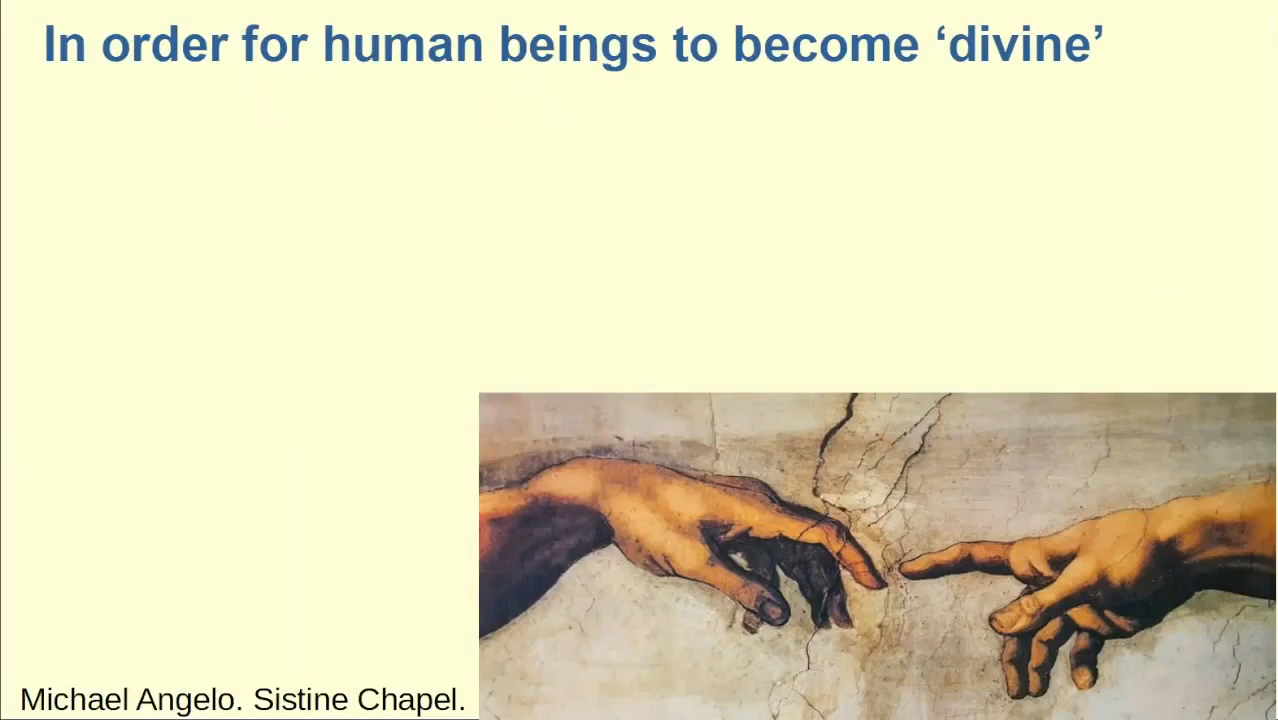 In order for human beings to become ‘divine’
Michael Angelo. Sistine Chapel.